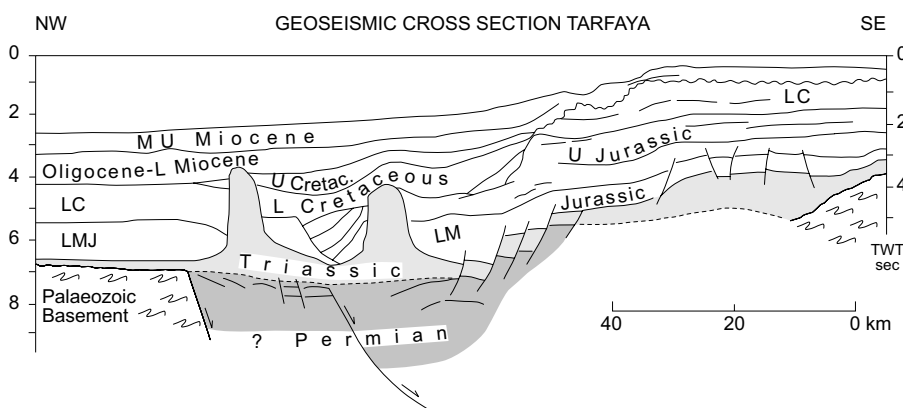 NW GEOSEISMIC CROSS SECTION TARFAYA SE
0 0
LC
2 2
MU Miocene
U Jurassic
Oligocene-L Miocene
4 U Cretac. 4
L Cretaceous
LC Jurassic
LM
6 LMJ
TWT
sec
Triassic
Palaeozoic
Basement
8 40 20 0 km
? Permian